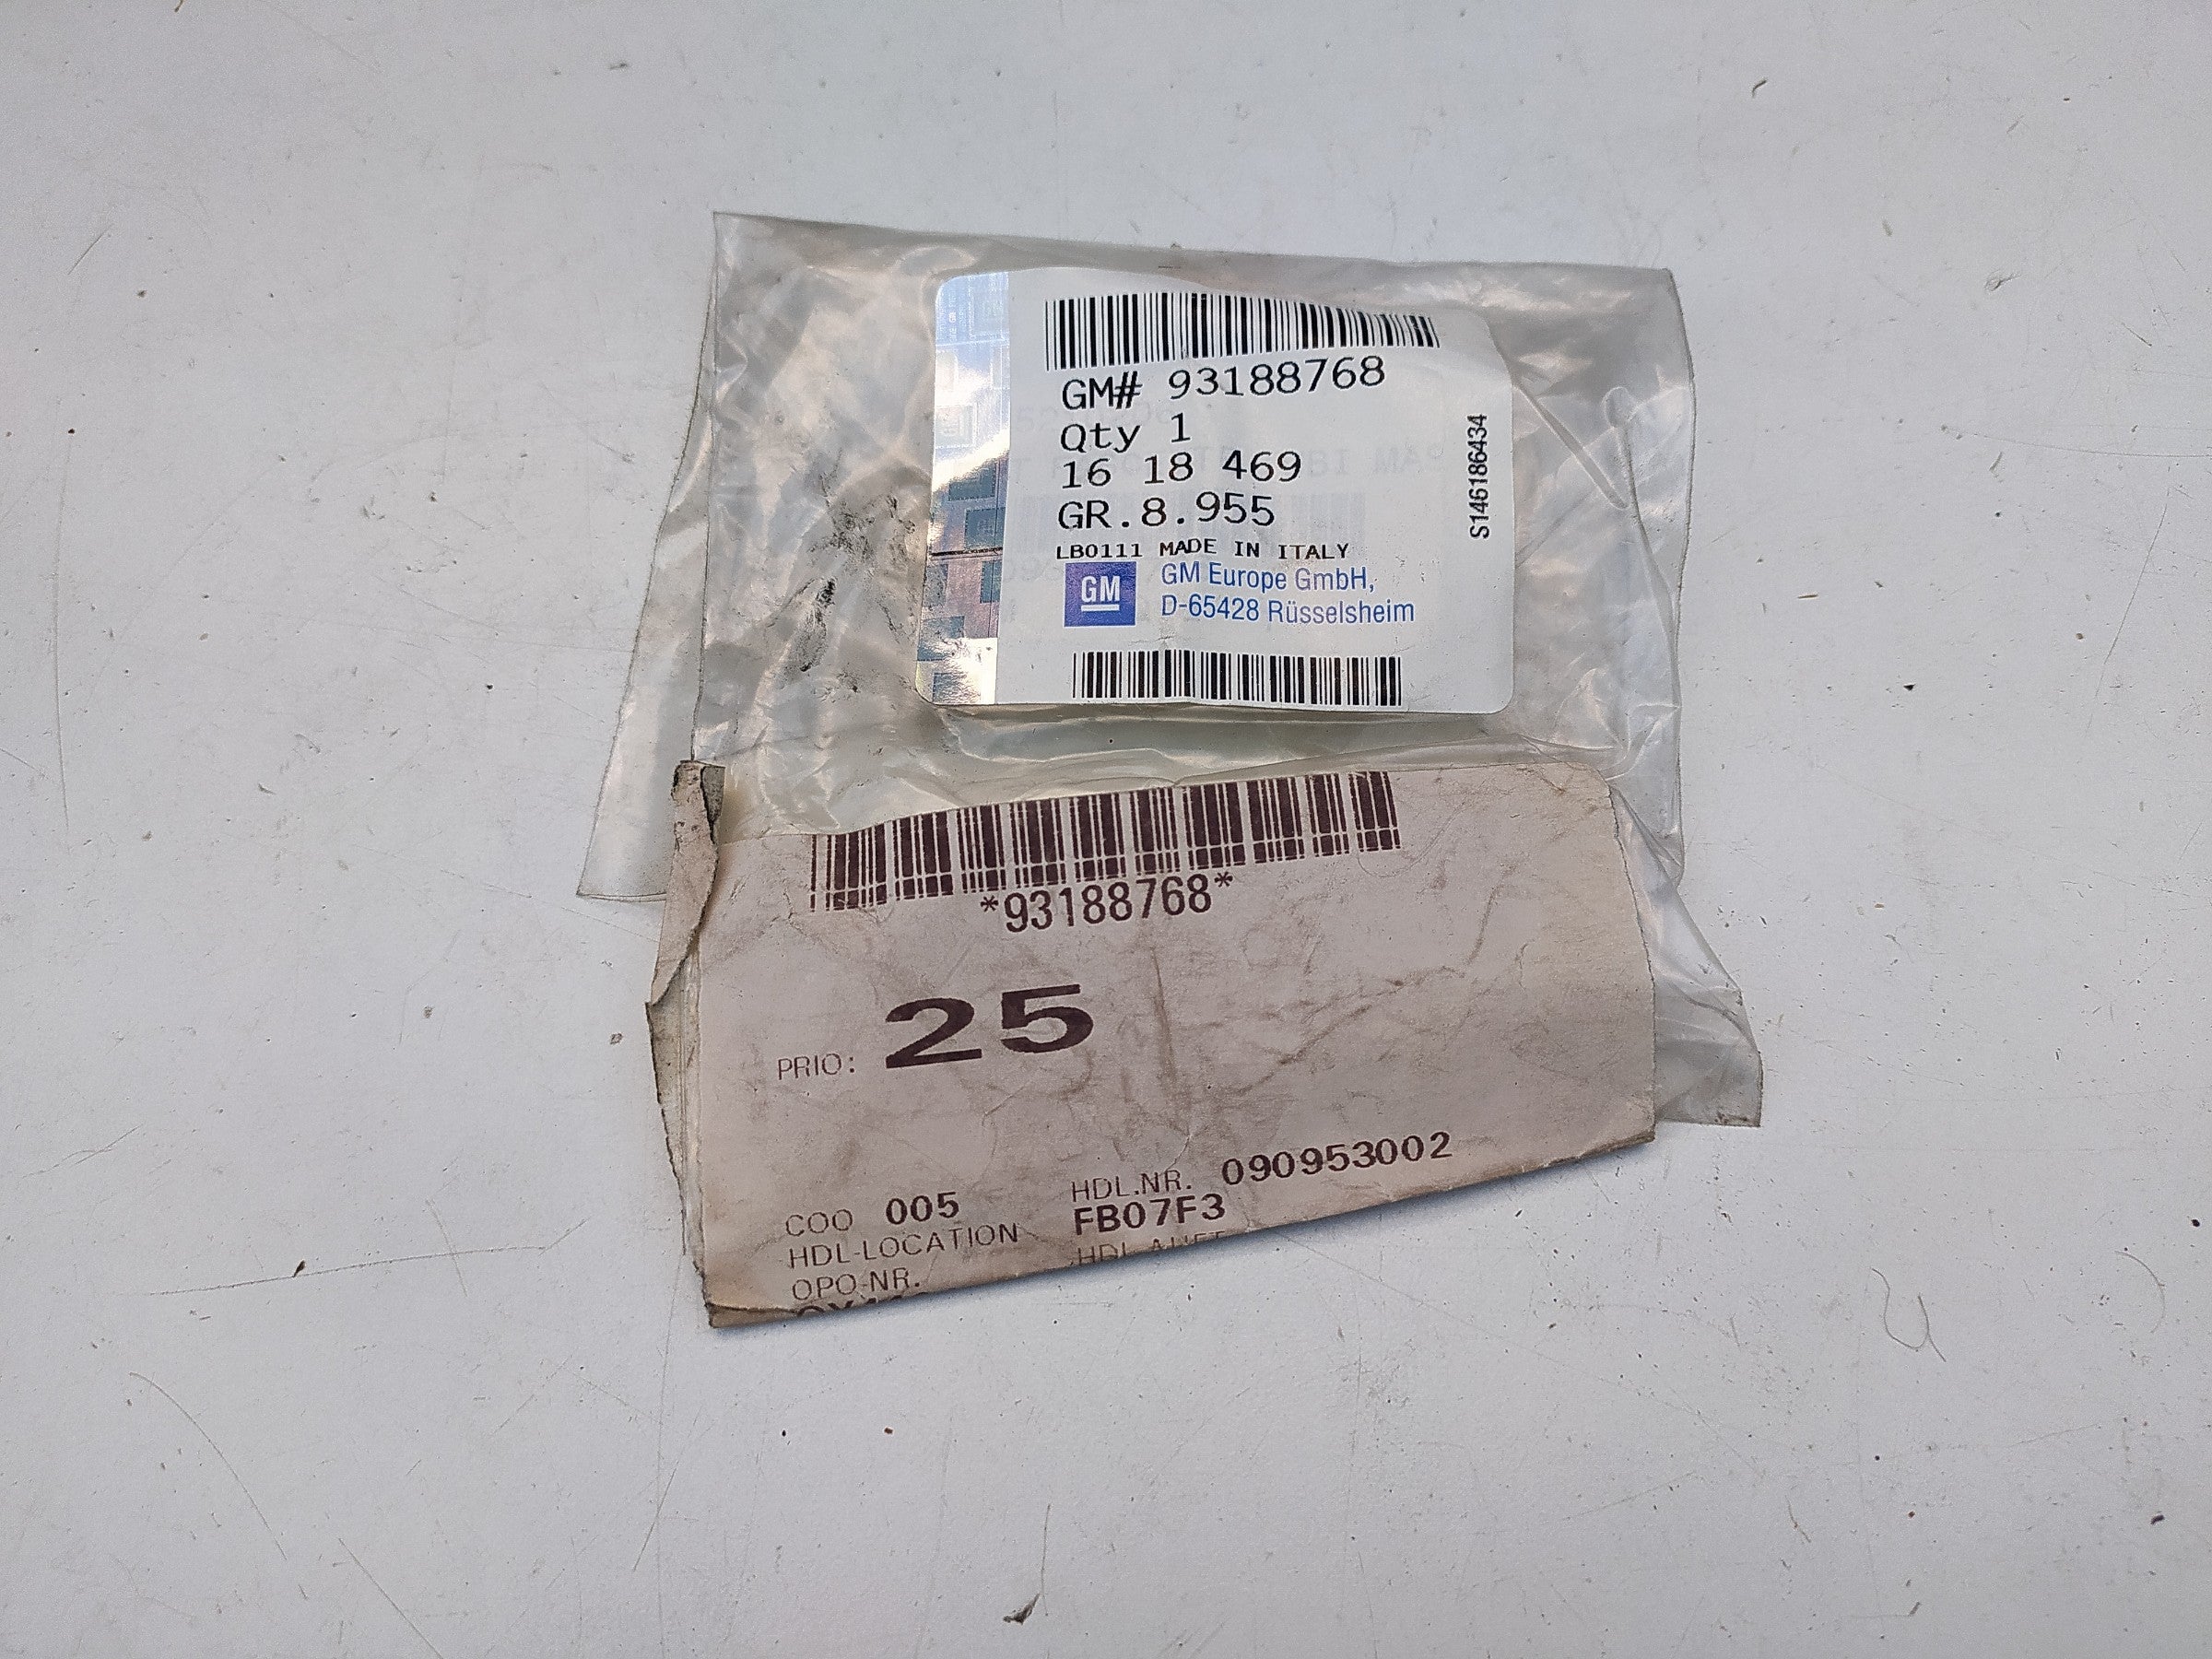 GM# 93188768
Qty 1
16 18 469
GR.8.955
LB0111 MADE IN ITALY
GM
GM Europe GmbH,
D-65428 Rüsselsheim
S146186434
*93188768*
PRIO: 25
COO 005
HDL.NR. 090953002
HDL-LOCATION FB07F3
OPO-NR.